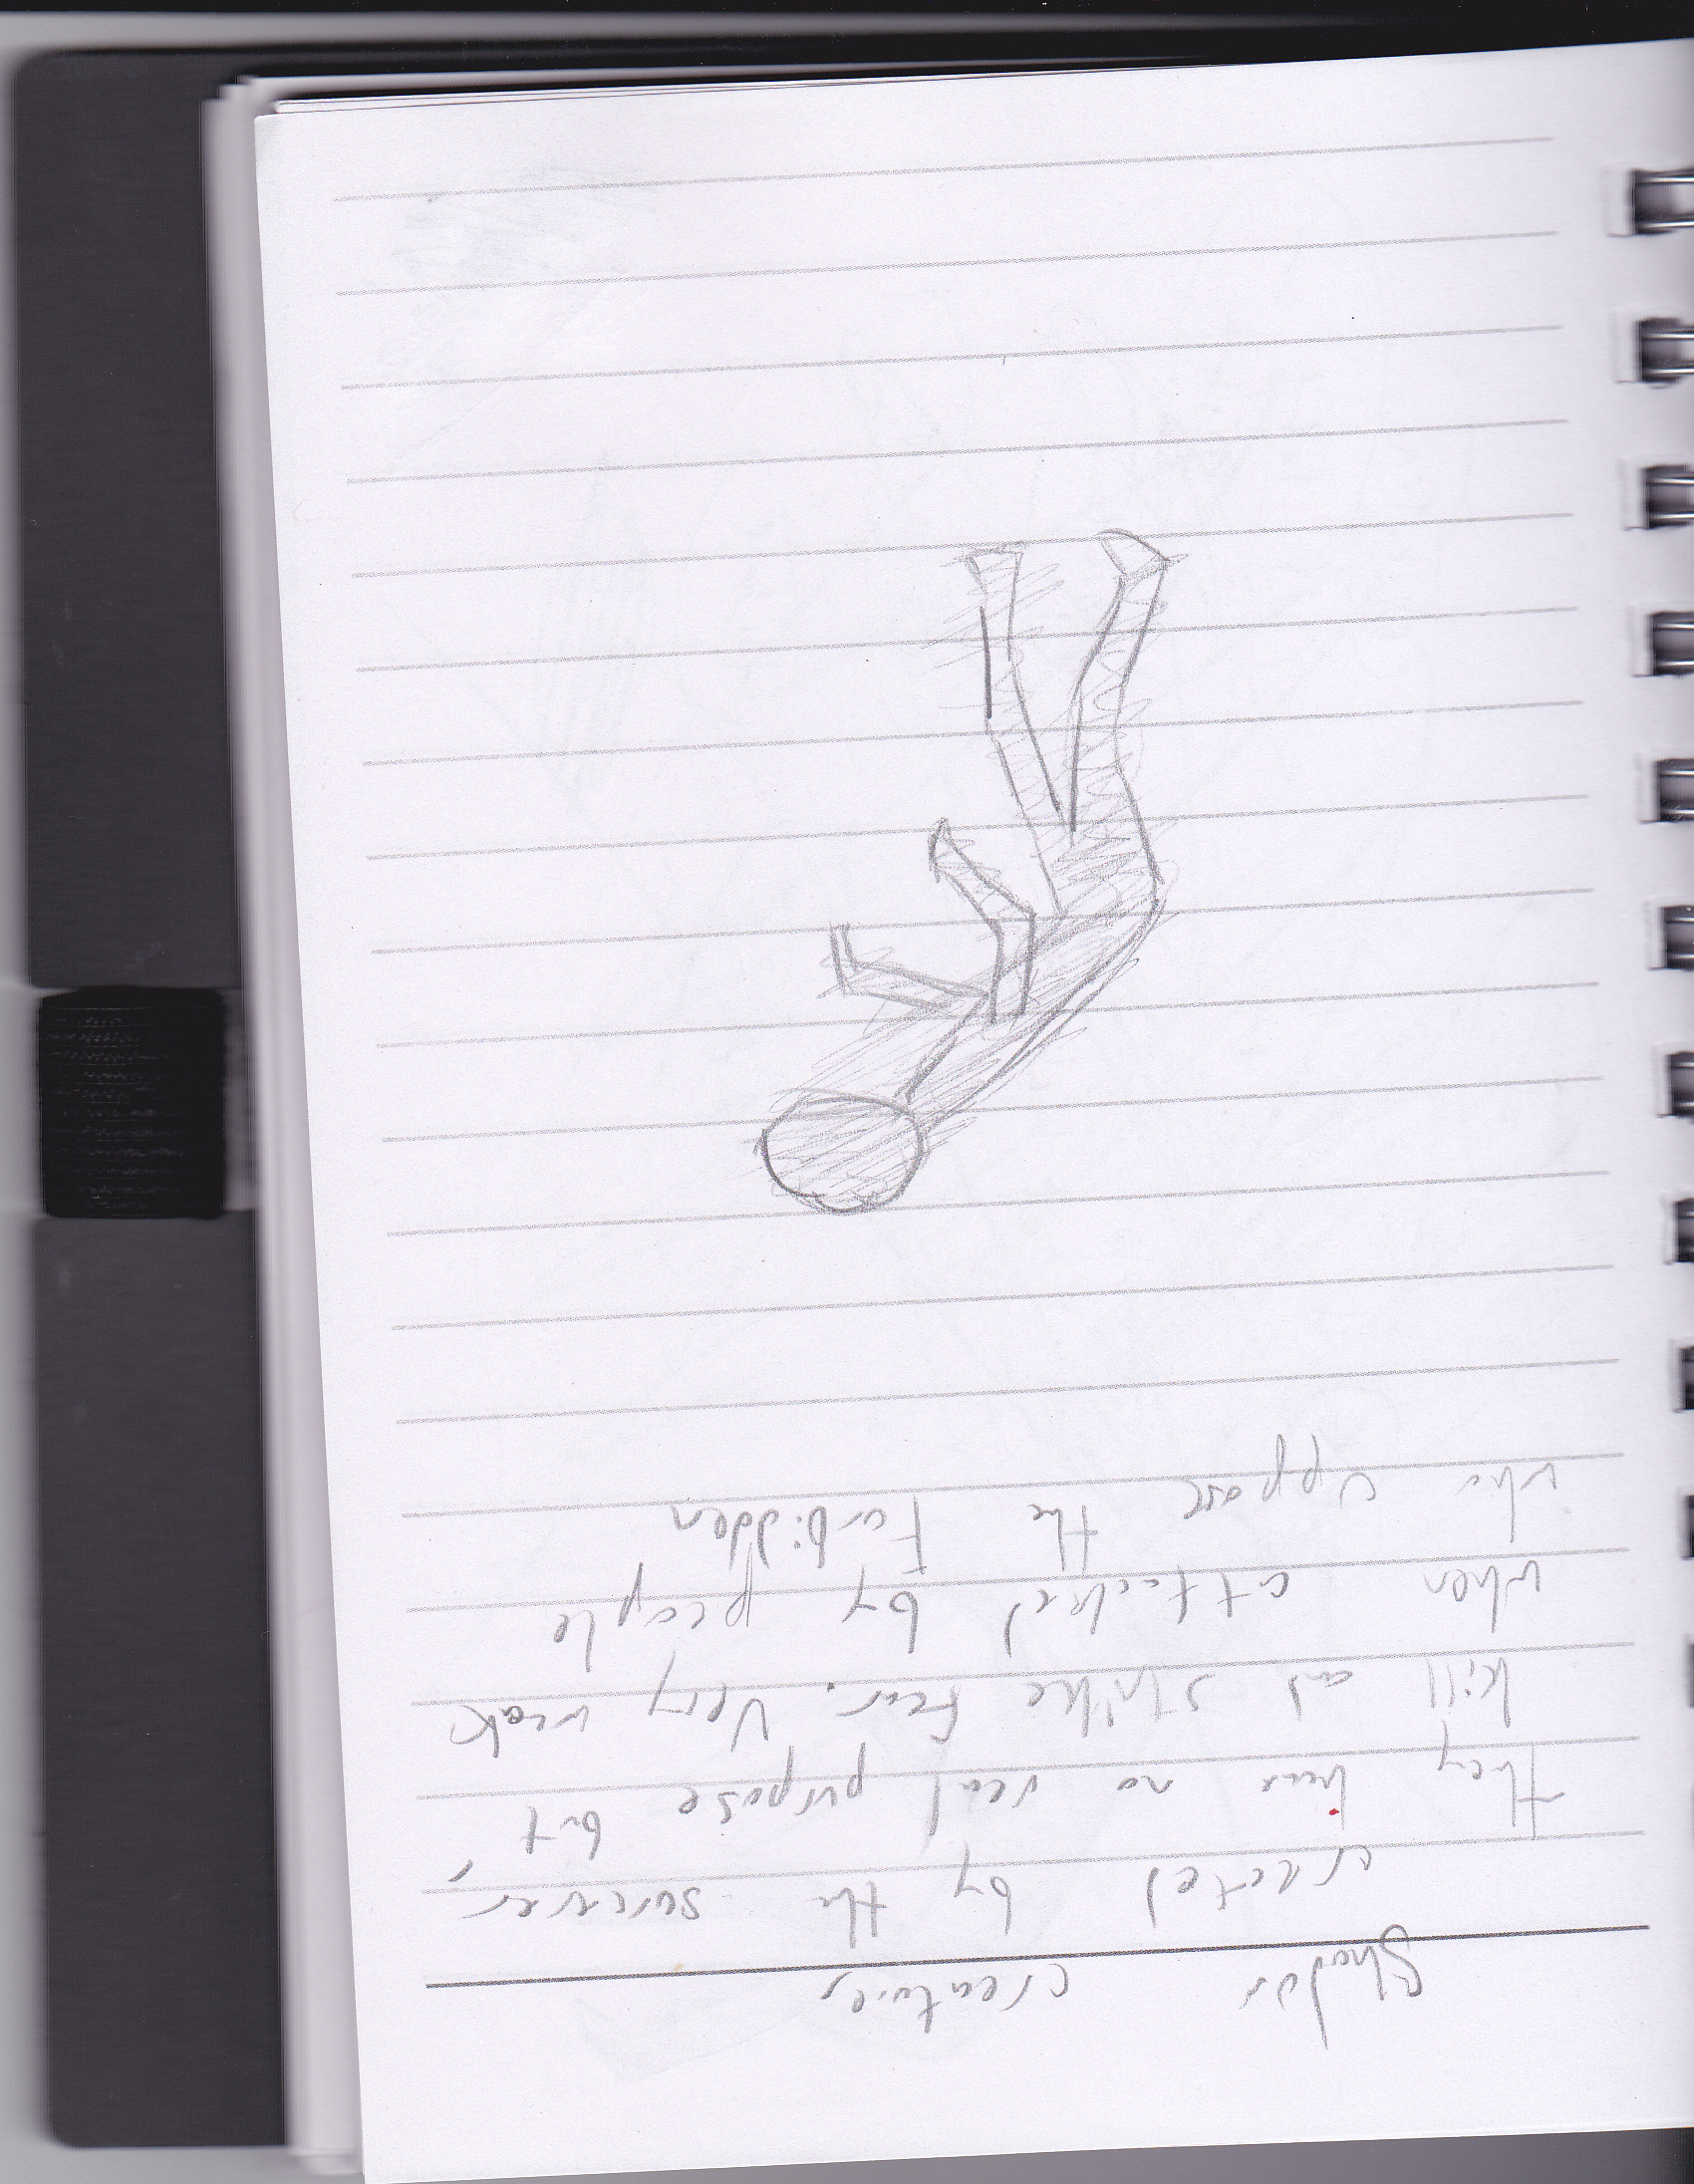 Shadow creatures
created by the sorcerer,
they have no real purpose but
kill and strike fear. Very weak
when attacked by people
who oppose the Forbidden